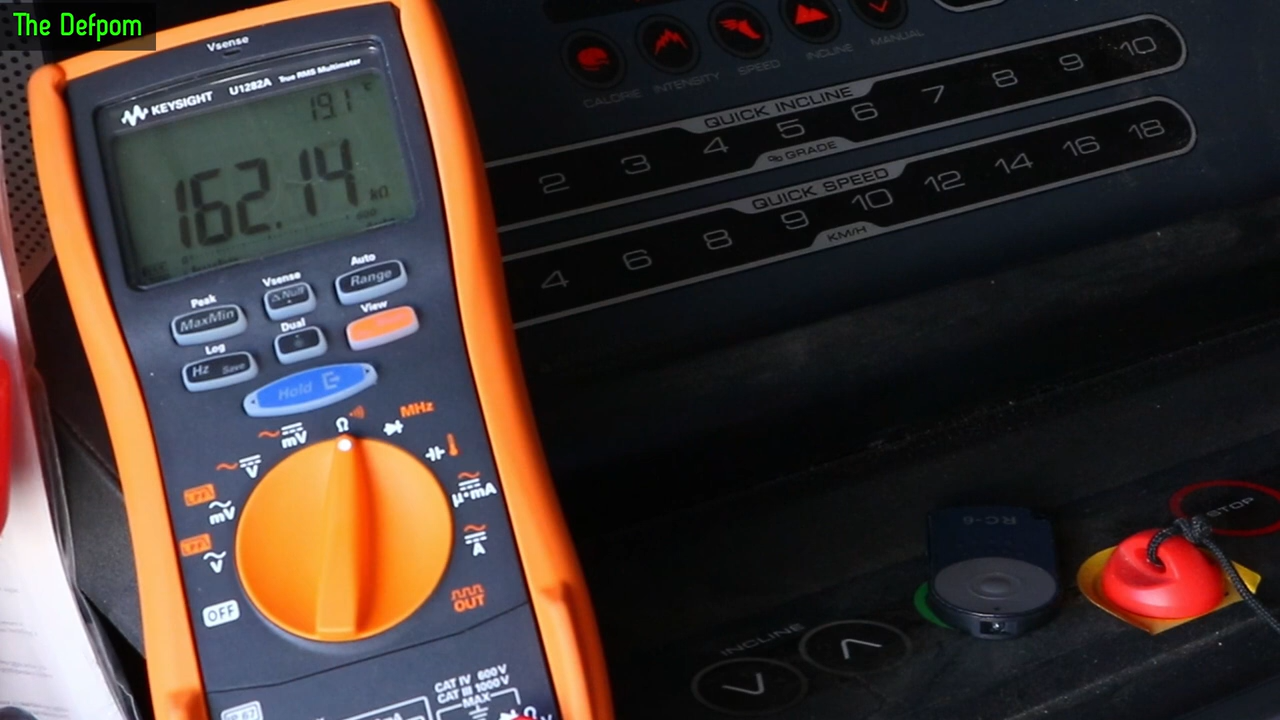 The Defpom
Vsense
KEYSIGHT U1282A True RMS Multimeter
19.1 °C
162.14 kΩ
600
Auto
Peak
MaxMin
Vsense
△Null
Auto
Range
Log
Hz Save
Dual
View
Hold
mV
Ω
MHz
V
mV
V
OFF
μ·mA
A
OUT
CAT IV 600V
CAT III 1000V
MAX
CALORIE INTENSITY SPEED INCLINE MANUAL
QUICK INCLINE
2 3 4 5 6 7 8 9 10
% GRADE
QUICK SPEED
4 6 8 9 10 12 14 16 18
KM/H
RC-6
STOP
INCLINE